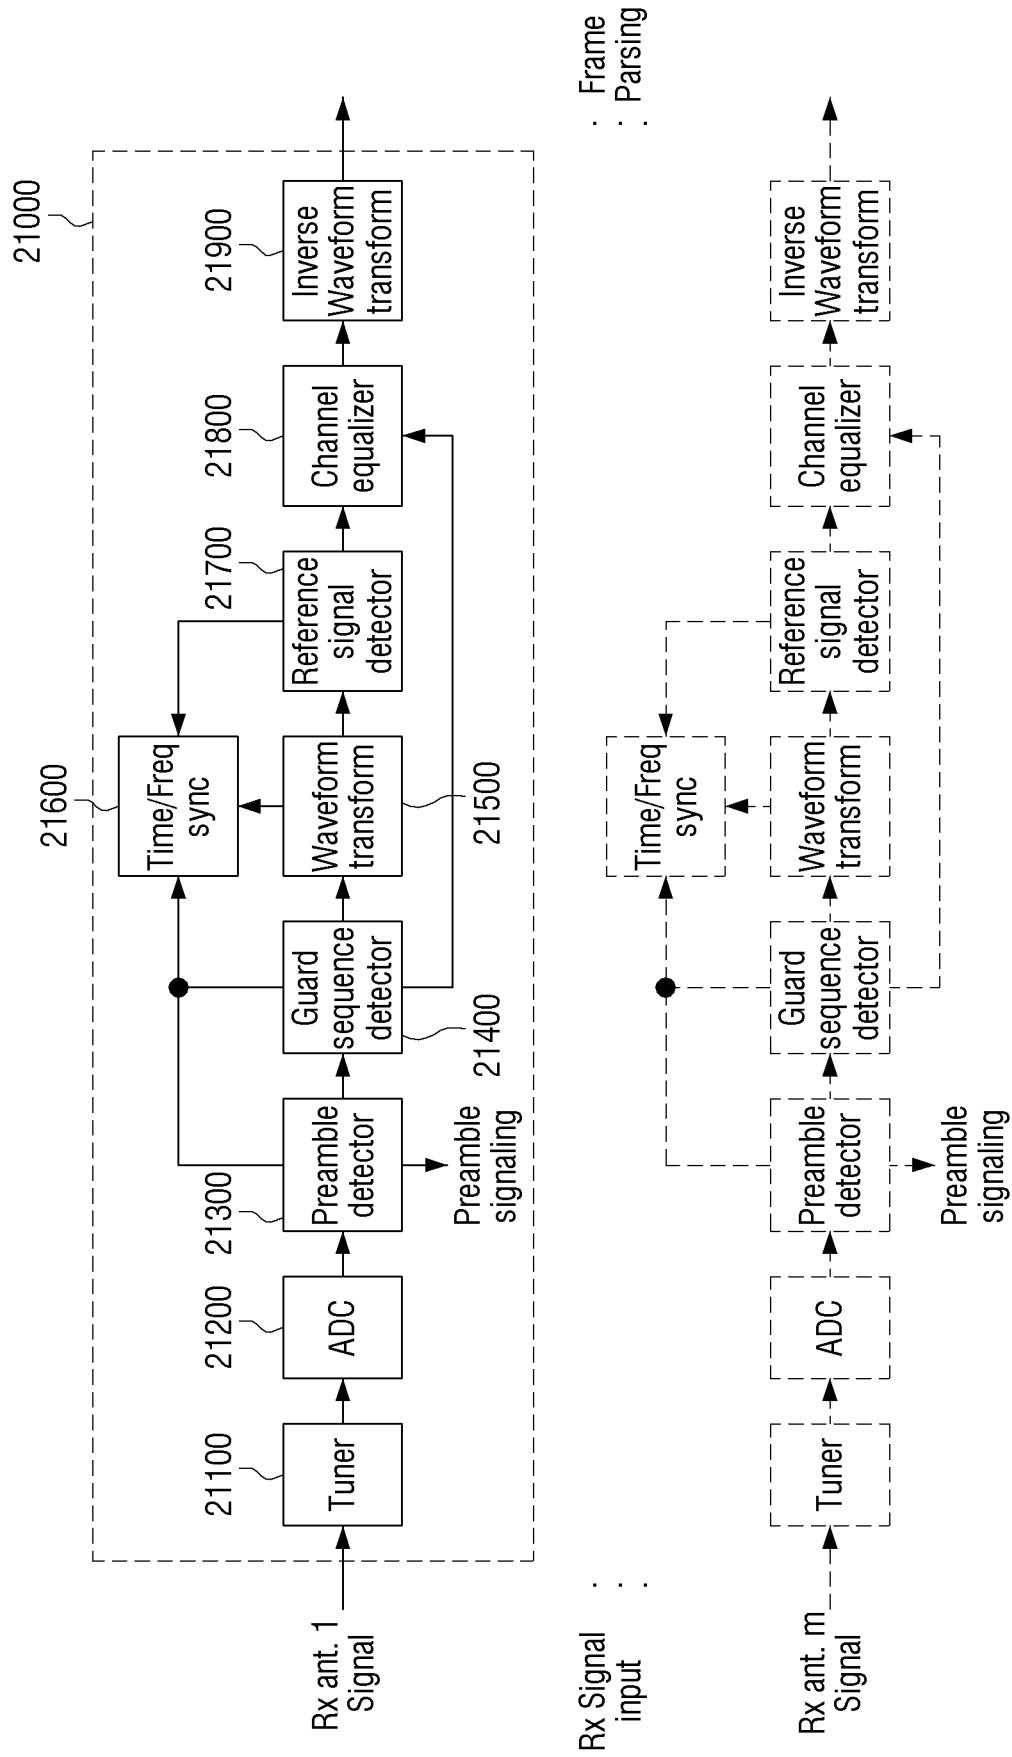 21000
21600
Time/Freq
sync
21100
21200
21300
21700
21800
21900
Rx ant. 1
Signal
Tuner
ADC
Preamble
detector
Guard
sequence
detector
Waveform
transform
Reference
signal
detector
Channel
equalizer
Inverse
Waveform
transform
Preamble
signaling
21400
21500
Rx Signal
input
. . .
. . .
Frame
Parsing
Time/Freq
sync
Rx ant. m
Signal
Tuner
ADC
Preamble
detector
Guard
sequence
detector
Waveform
transform
Reference
signal
detector
Channel
equalizer
Inverse
Waveform
transform
Preamble
signaling